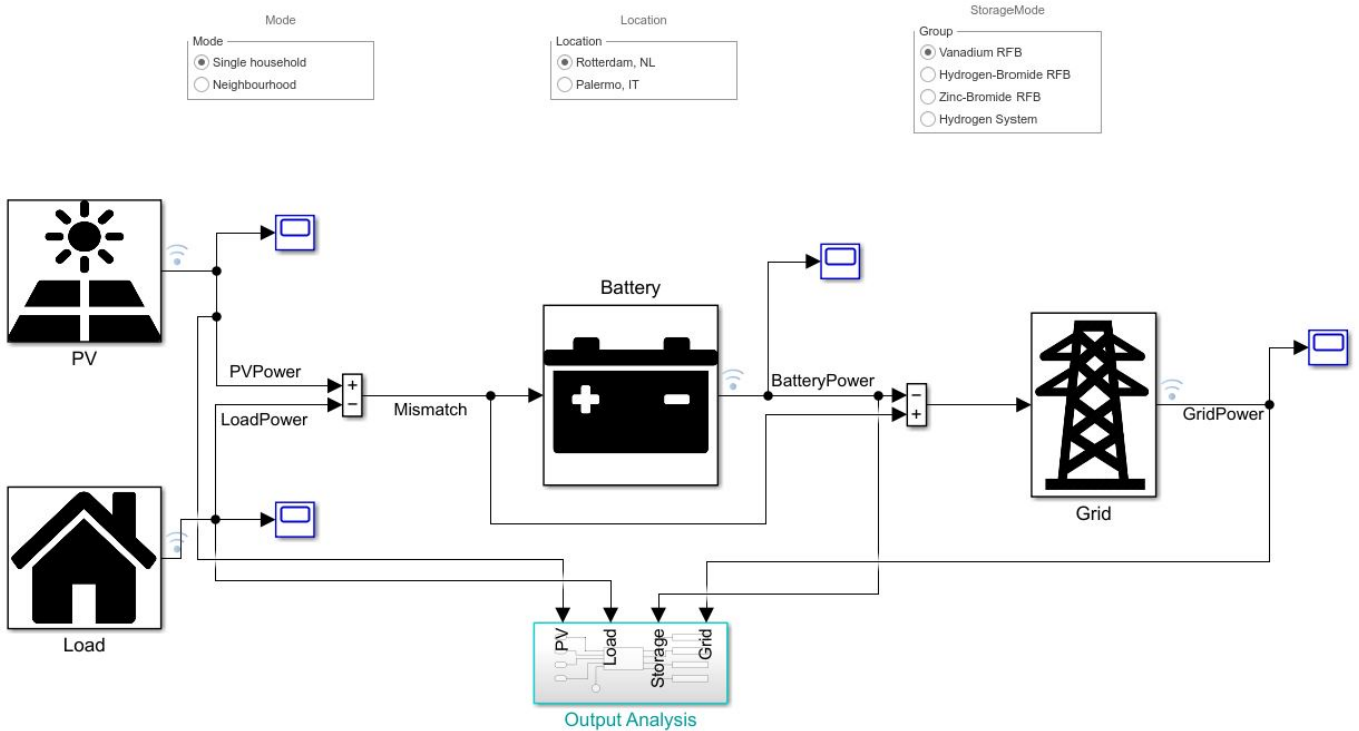 Mode
Location
StorageMode
Mode
Single household
Neighbourhood
Location
Rotterdam, NL
Palermo, IT
Group
Vanadium RFB
Hydrogen-Bromide RFB
Zinc-Bromide RFB
Hydrogen System
PV
Battery
PVPower
+
−
LoadPower
Mismatch
BatteryPower
−
+
GridPower
Grid
Load
PV
Load
Storage
Grid
Output Analysis